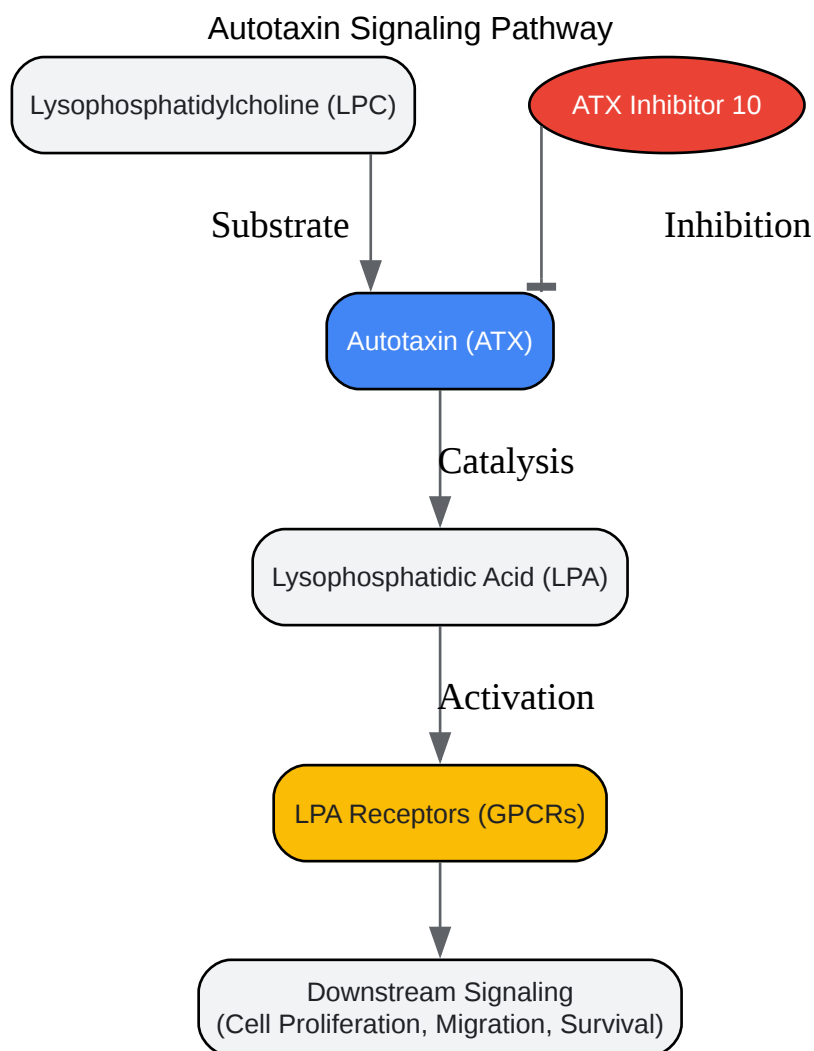 Autotaxin Signaling Pathway
Lysophosphatidylcholine (LPC)
ATX Inhibitor 10
Substrate
Inhibition
Autotaxin (ATX)
Catalysis
Lysophosphatidic Acid (LPA)
Activation
LPA Receptors (GPCRs)
Downstream Signaling
(Cell Proliferation, Migration, Survival)